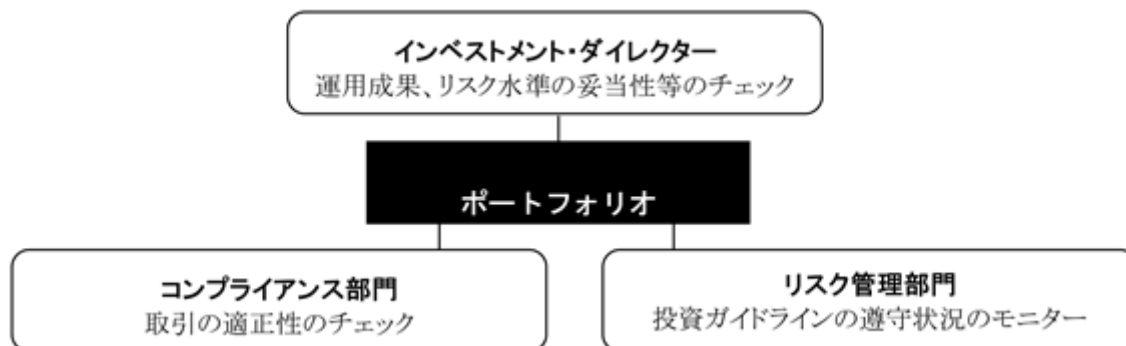 インベストメント・ダイレクター
運用成果、リスク水準の妥当性等のチェック
ポートフォリオ
コンプライアンス部門
取引の適正性のチェック
リスク管理部門
投資ガイドラインの遵守状況のモニター